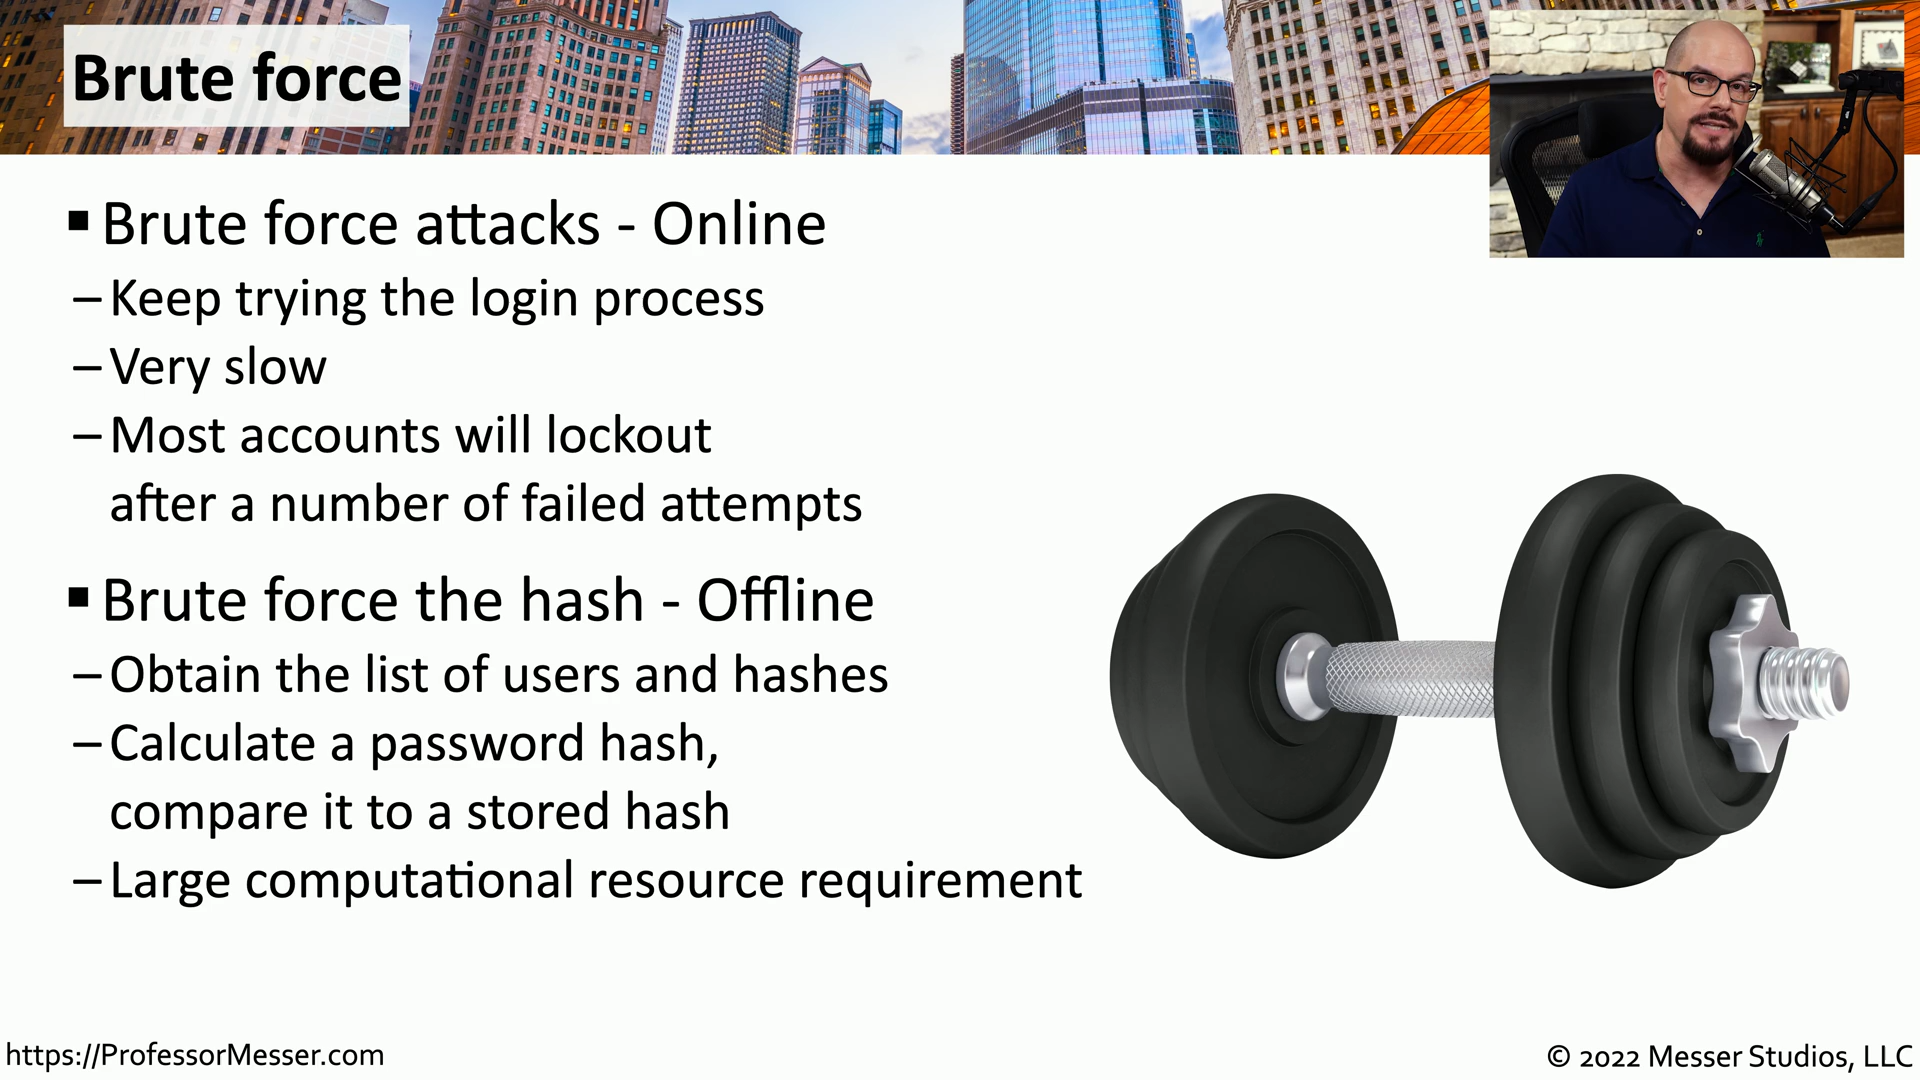 Brute force
▪ Brute force attacks - Online
– Keep trying the login process
– Very slow
– Most accounts will lockout
after a number of failed attempts
▪ Brute force the hash - Offline
– Obtain the list of users and hashes
– Calculate a password hash,
compare it to a stored hash
– Large computational resource requirement
https://ProfessorMesser.com
© 2022 Messer Studios, LLC